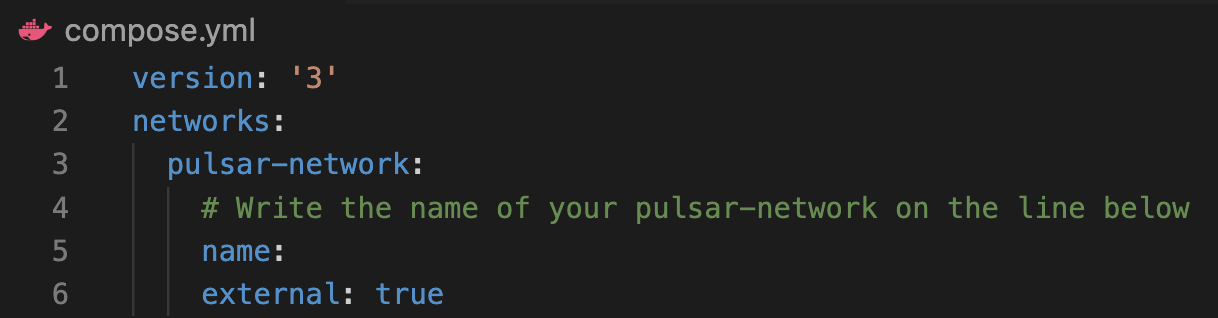 compose.yml
1 version: '3'
2 networks:
3 pulsar-network:
4 # Write the name of your pulsar-network on the line below
5 name:
6 external: true